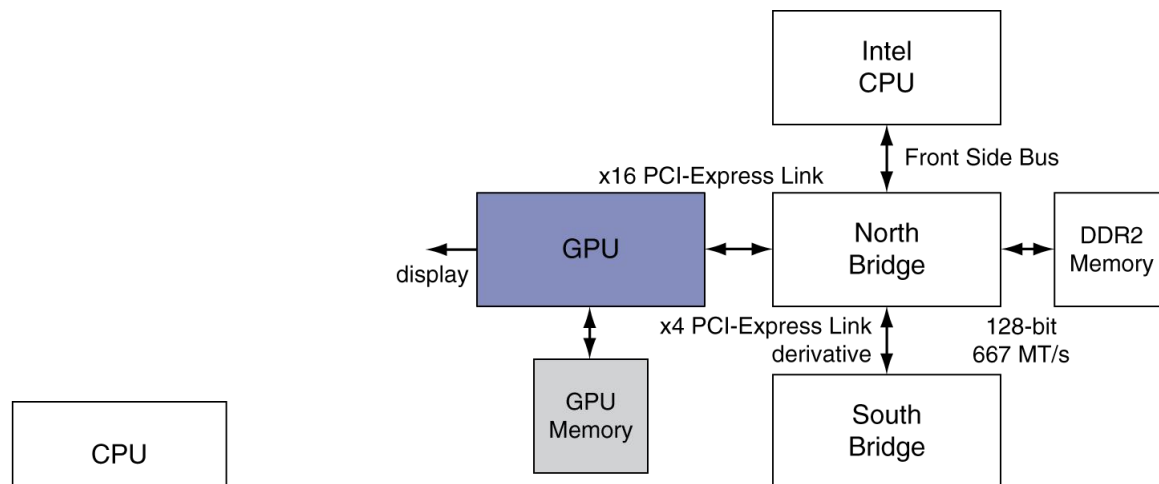 Intel
CPU
Front Side Bus
x16 PCI-Express Link
GPU
North
Bridge
DDR2
Memory
display
x4 PCI-Express Link
derivative
128-bit
667 MT/s
GPU
Memory
South
Bridge
CPU